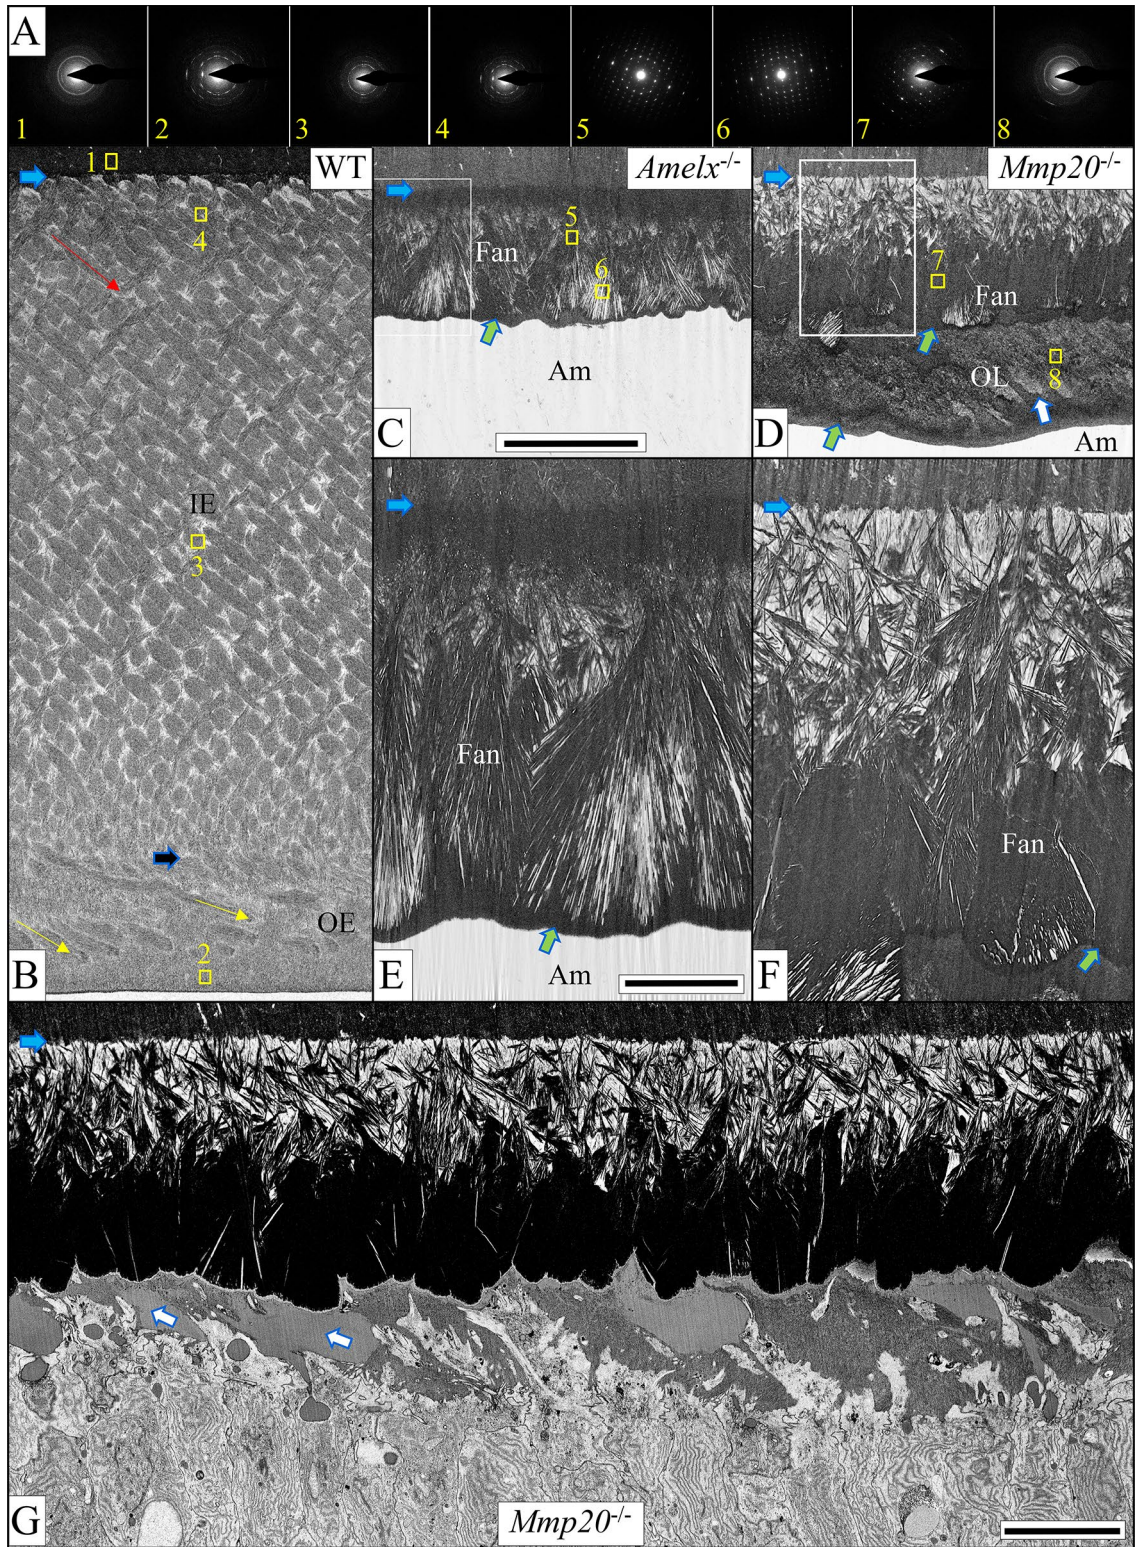 A
1 2 3 4 5 6 7 8
1 WT Amelx-/- Mmp20-/-
4 5
Fan 6 7
Fan
Am OL 8
C D Am
IE
3
Fan Fan
OE
2
B E Am F
G Mmp20-/-